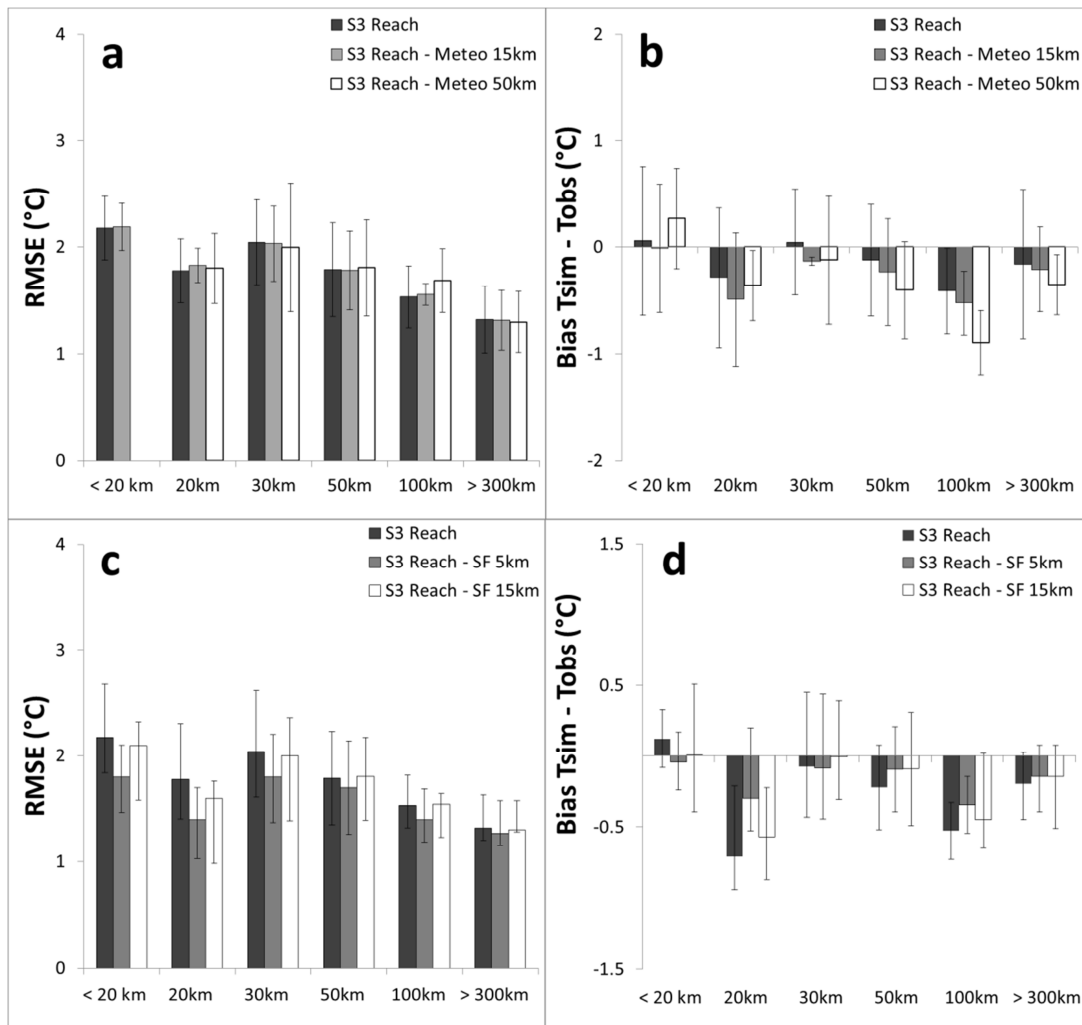 a
S3 Reach
S3 Reach - Meteo 15km
S3 Reach - Meteo 50km
RMSE (°C)
4
3
2
1
0
< 20 km 20km 30km 50km 100km > 300km
b
S3 Reach
S3 Reach - Meteo 15km
S3 Reach - Meteo 50km
Bias Tsim - Tobs (°C)
2
1
0
-1
-2
< 20 km 20km 30km 50km 100km > 300km
c
S3 Reach
S3 Reach - SF 5km
S3 Reach - SF 15km
RMSE (°C)
4
3
2
1
0
< 20 km 20km 30km 50km 100km > 300km
d
S3 Reach
S3 Reach - SF 5km
S3 Reach - SF 15km
Bias Tsim - Tobs (°C)
1.5
0.5
-0.5
-1.5
< 20 km 20km 30km 50km 100km > 300km